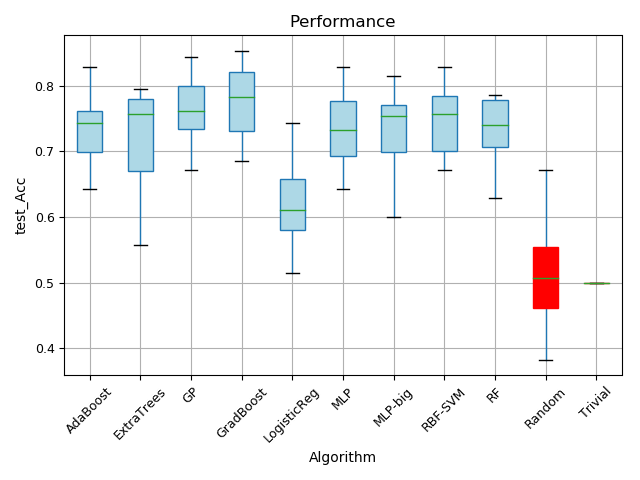 Performance
test_Acc
0.8
0.7
0.6
0.5
0.4
AdaBoost
ExtraTrees
GP
GradBoost
LogisticReg
MLP
MLP-big
RBF-SVM
RF
Random
Trivial
Algorithm